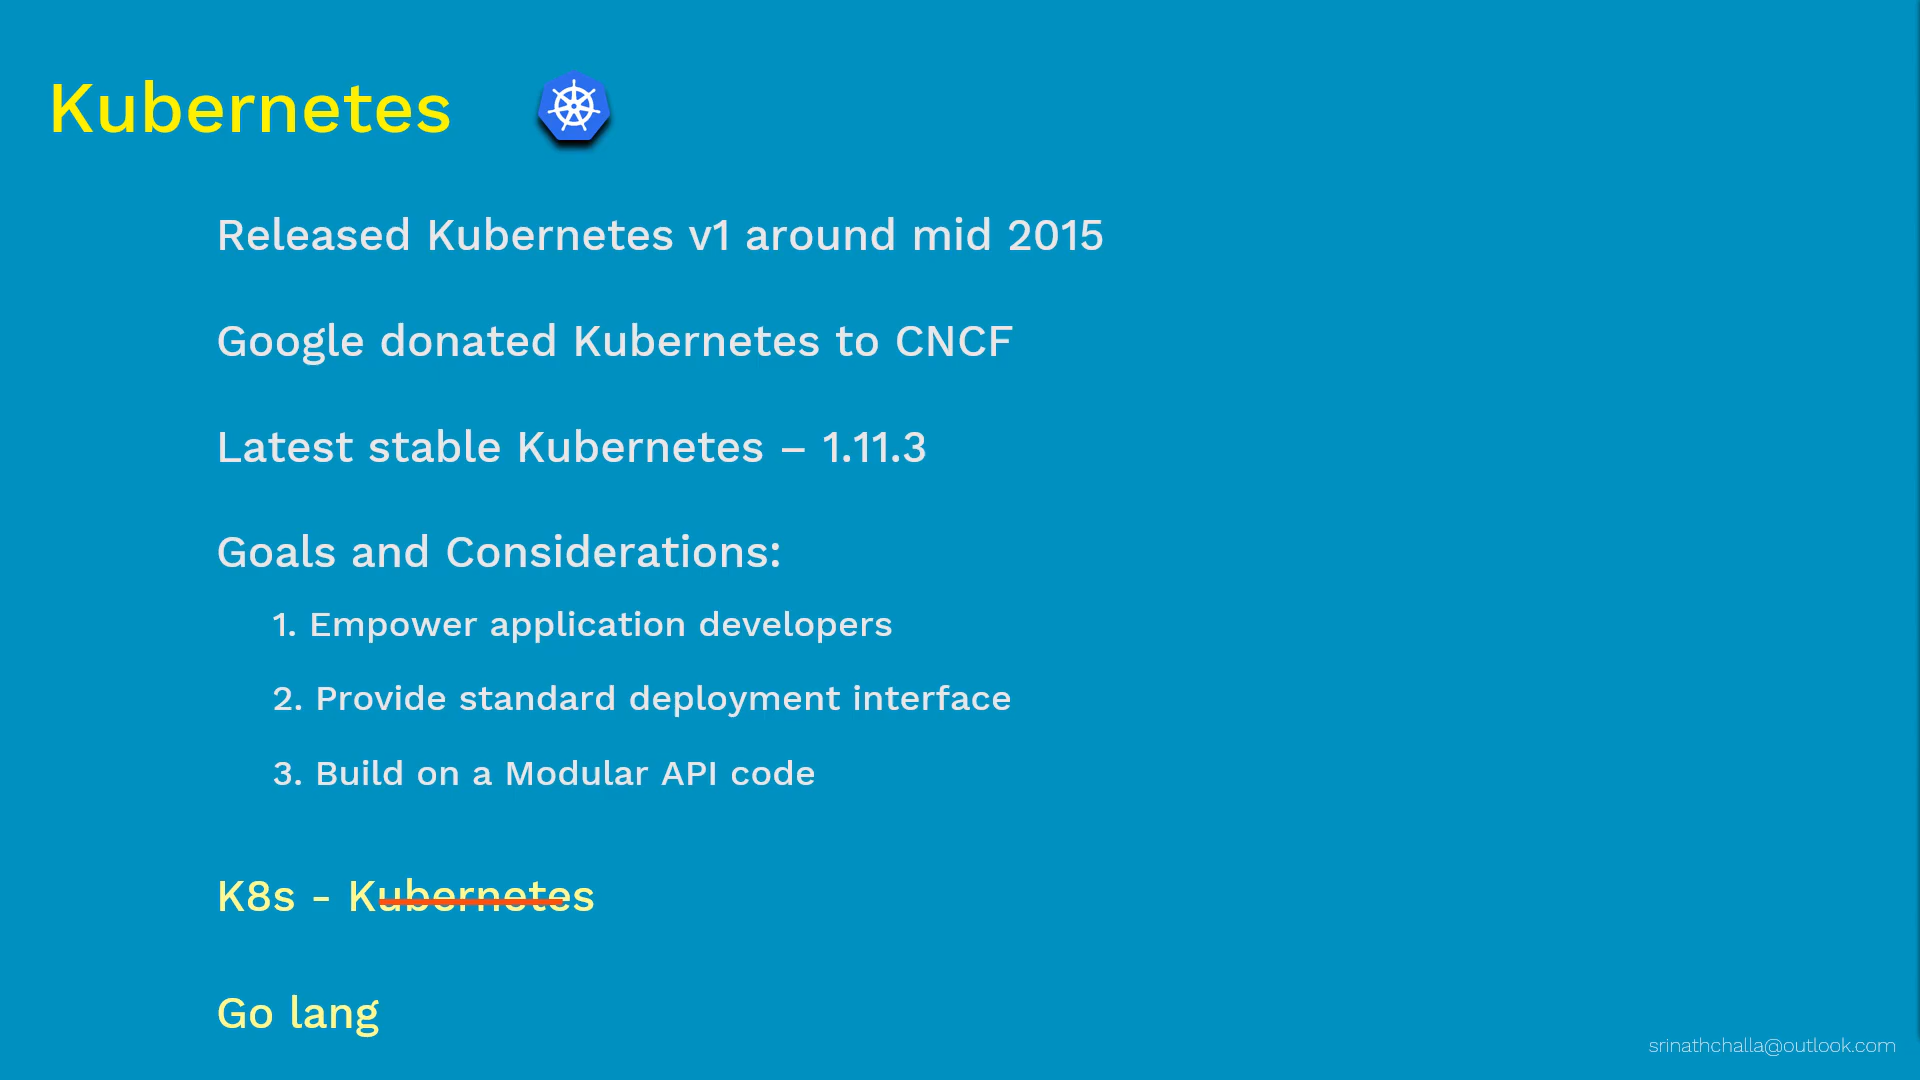 Kubernetes
Released Kubernetes v1 around mid 2015
Google donated Kubernetes to CNCF
Latest stable Kubernetes – 1.11.3
Goals and Considerations:
1. Empower application developers
2. Provide standard deployment interface
3. Build on a Modular API code
K8s - Kubernetes
Go lang
srinathchalla@outlook.com